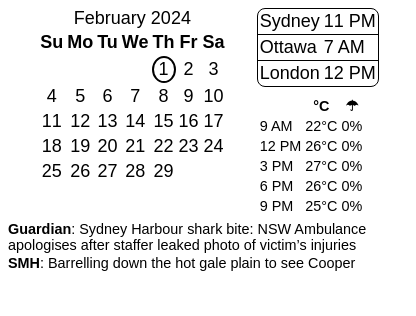 February 2024
Su Mo Tu We Th Fr Sa
1 2 3
4 5 6 7 8 9 10
11 12 13 14 15 16 17
18 19 20 21 22 23 24
25 26 27 28 29
Sydney 11 PM
Ottawa 7 AM
London 12 PM
°C ☂
9 AM 22°C 0%
12 PM 26°C 0%
3 PM 27°C 0%
6 PM 26°C 0%
9 PM 25°C 0%
Guardian: Sydney Harbour shark bite: NSW Ambulance
apologises after staffer leaked photo of victim’s injuries
SMH: Barrelling down the hot gale plain to see Cooper